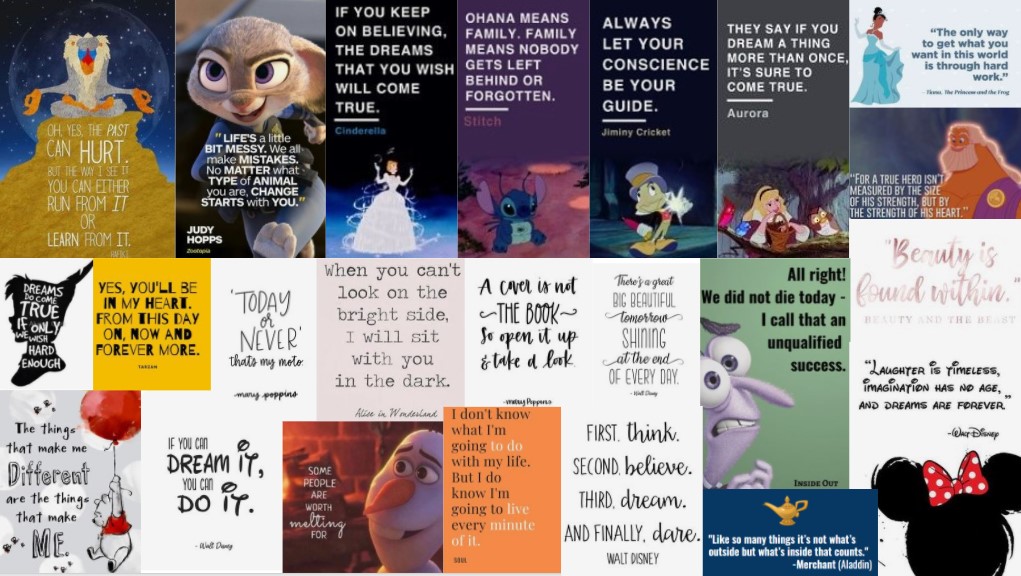 OH, YES, THE PAST
CAN HURT.
BUT THE WAY I SEE IT
YOU CAN EITHER
RUN FROM IT
OR
LEARN FROM IT.
"LIFE'S a little
BIT MESSY. We all
make MISTAKES.
No MATTER what
TYPE of ANIMAL
you are, CHANGE
STARTS with YOU."
JUDY
HOPPS
Zootopia
IF YOU KEEP
ON BELIEVING,
THE DREAMS
THAT YOU WISH
WILL COME
TRUE.
Cinderella
OHANA MEANS
FAMILY. FAMILY
MEANS NOBODY
GETS LEFT
BEHIND OR
FORGOTTEN.
Stitch
ALWAYS
LET YOUR
CONSCIENCE
BE YOUR
GUIDE.
Jiminy Cricket
THEY SAY IF YOU
DREAM A THING
MORE THAN ONCE,
IT'S SURE TO
COME TRUE.
Aurora
"The only way
to get what you
want in this world
is through hard
work."
- Tiana, The Princess and the Frog
"FOR A TRUE HERO ISN'T
MEASURED BY THE SIZE
OF HIS STRENGTH, BUT BY
THE STRENGTH OF HIS HEART."
DREAMS
DO COME
TRUE
IF ONLY
WE WISH
HARD
ENOUGH
YES, YOU'LL BE
IN MY HEART.
FROM THIS DAY
ON, NOW AND
FOREVER MORE.
TARZAN
'TODAY
or
NEVER'
thats my moto.
-mary poppins
When you can't
look on the
bright side,
I will sit
with you
in the dark.
Alice in Wonderland
A cover is not
THE BOOK
So open it up
& take a look.
-mary Poppins
There's a great
BIG BEAUTIFUL
tomorrow
SHINING
at the end
OF EVERY DAY.
- Walt Disney
All right!
We did not die today -
I call that an
unqualified
success.
INSIDE OUT
"Beauty is
found within."
BEAUTY AND THE BEAST
"LAUGHTER IS TIMELESS,
IMAGINATION HAS NO AGE,
AND DREAMS ARE FOREVER."
-WALT DISNEY
The things
that make me
Different
are the things
that make
ME.
IF YOU CAN
DREAM IT,
YOU CAN
DO IT.
- Walt Disney
SOME
PEOPLE
ARE
WORTH
melting
FOR
I don't know
what I'm
going to do
with my life.
But I do
know I'm
going to live
every minute
of it.
SOUL
FIRST, think.
SECOND, believe.
THIRD, dream.
AND FINALLY, dare.
WALT DISNEY
"Like so many things it's not what's
outside but what's inside that counts."
-Merchant (Aladdin)